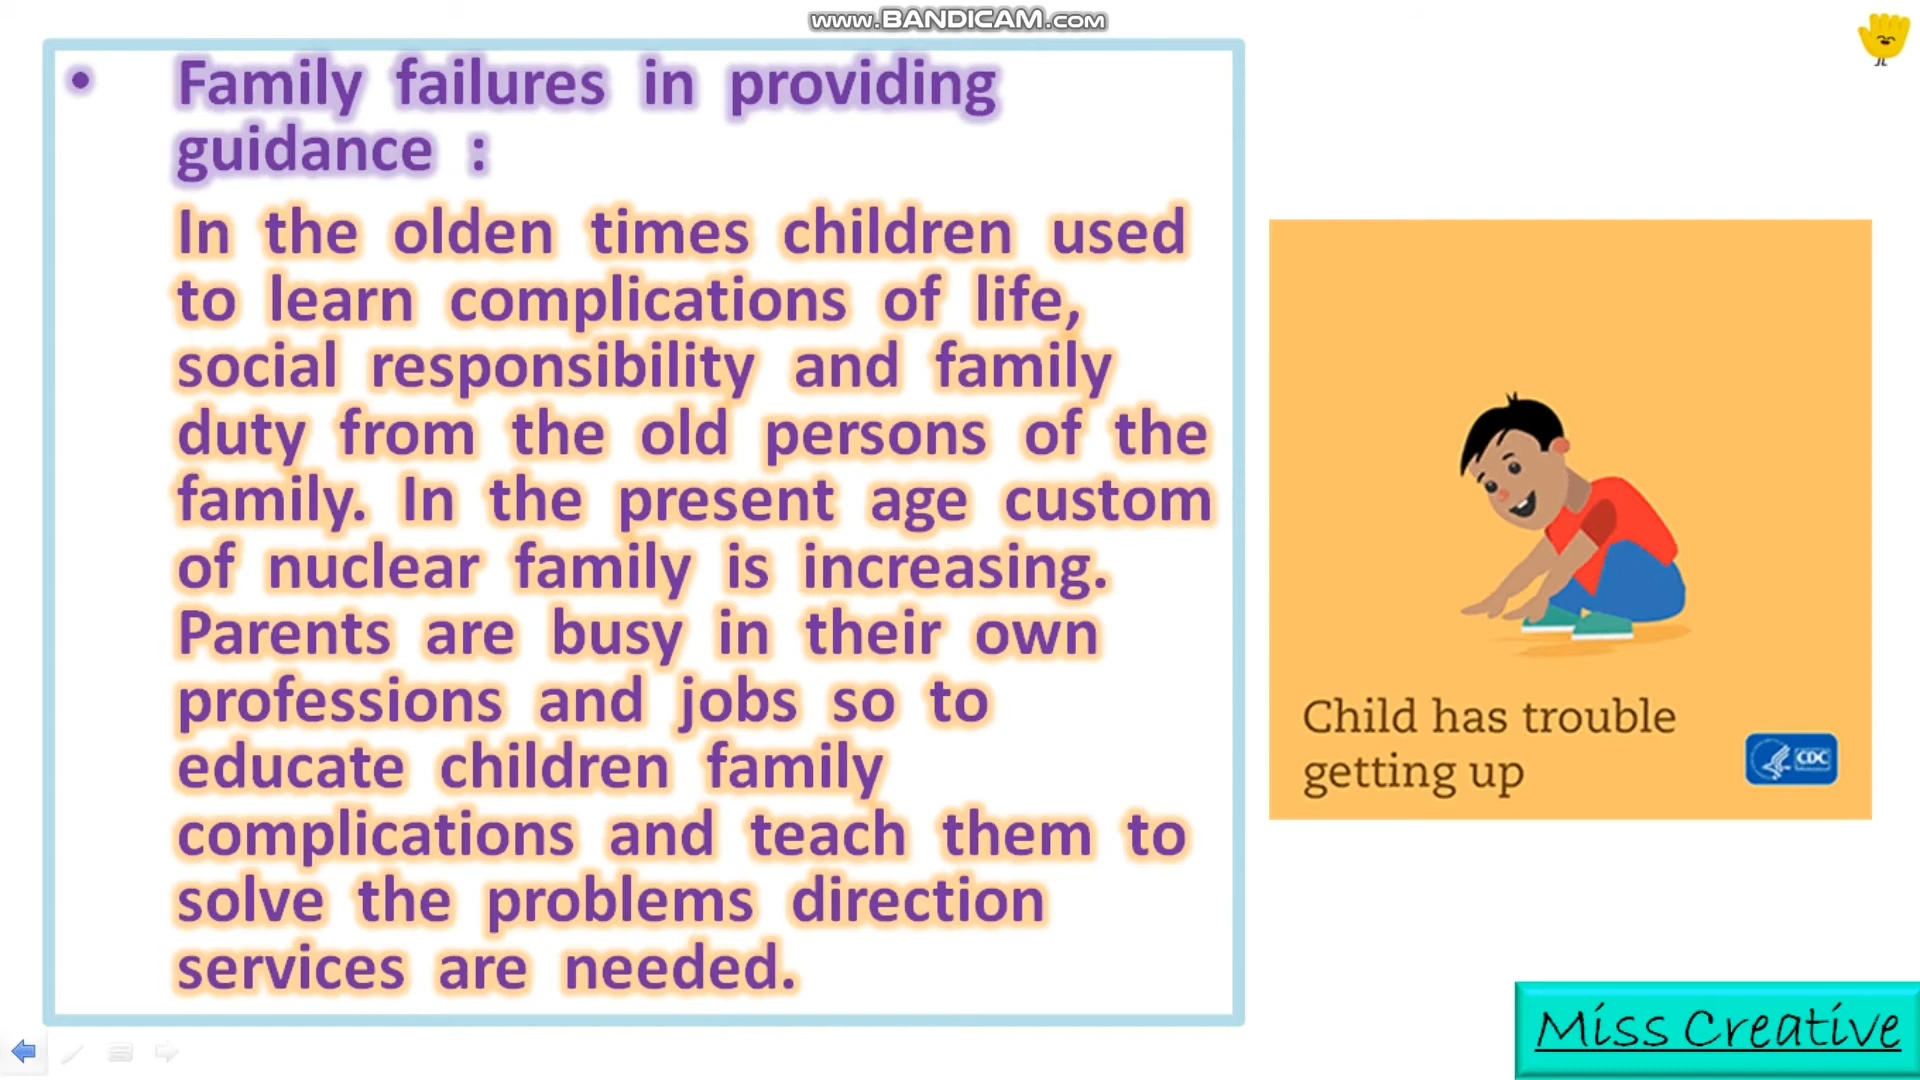 www.BANDICAM.com
• Family failures in providing
guidance :
In the olden times children used
to learn complications of life,
social responsibility and family
duty from the old persons of the
family. In the present age custom
of nuclear family is increasing.
Parents are busy in their own
professions and jobs so to
educate children family
complications and teach them to
solve the problems direction
services are needed.
Child has trouble
getting up
CDC
Miss Creative